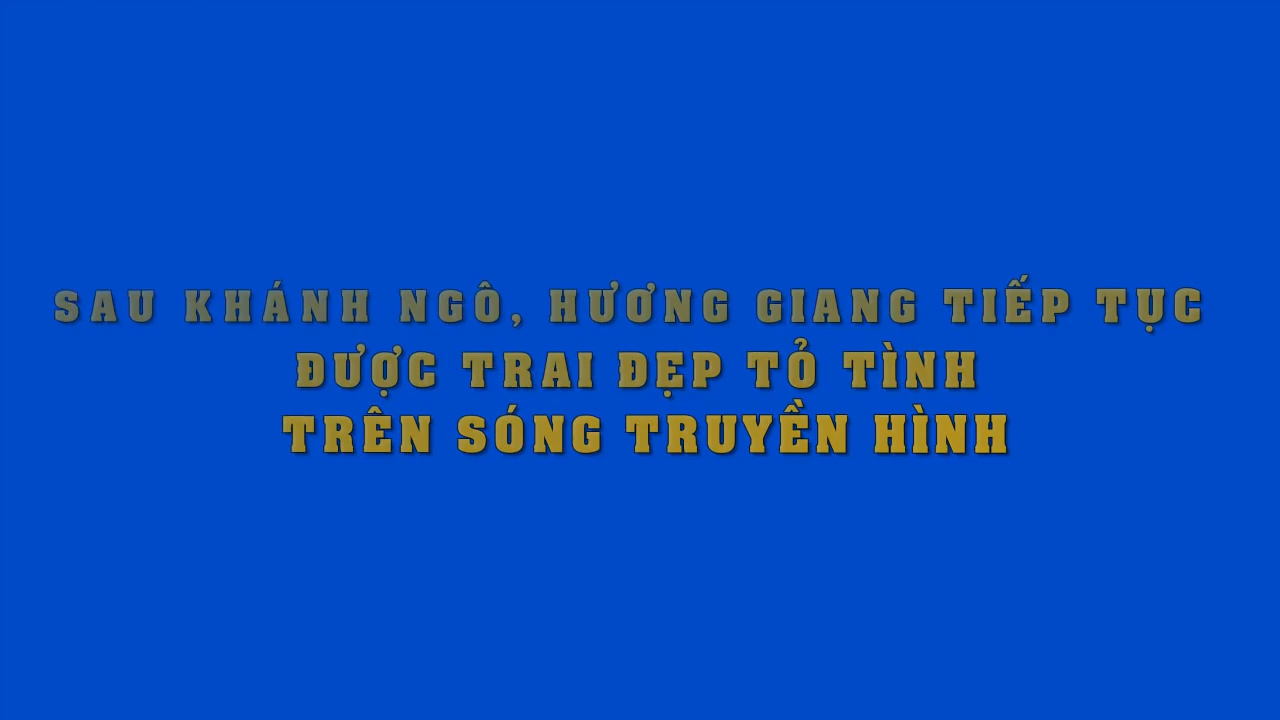 SAU KHÁNH NGÔ, HƯƠNG GIANG TIẾP TỤC
ĐƯỢC TRAI ĐẸP TỎ TÌNH
TRÊN SÓNG TRUYỀN HÌNH